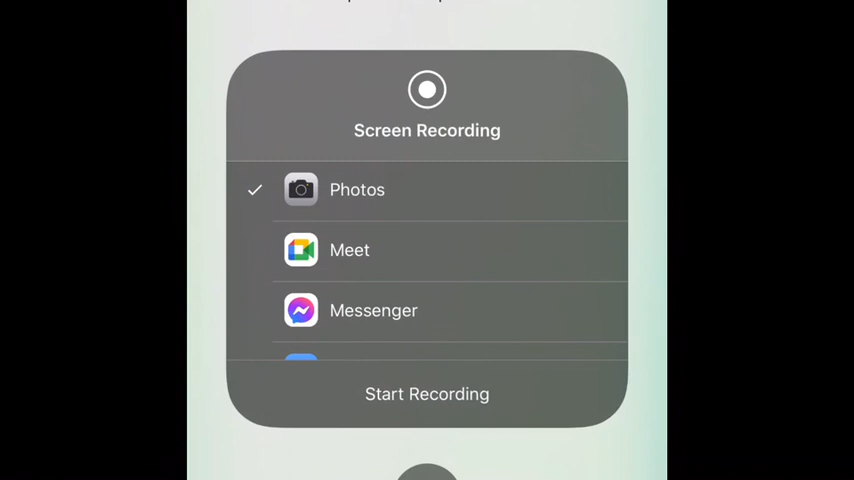 Screen Recording
Photos
Meet
Messenger
Start Recording